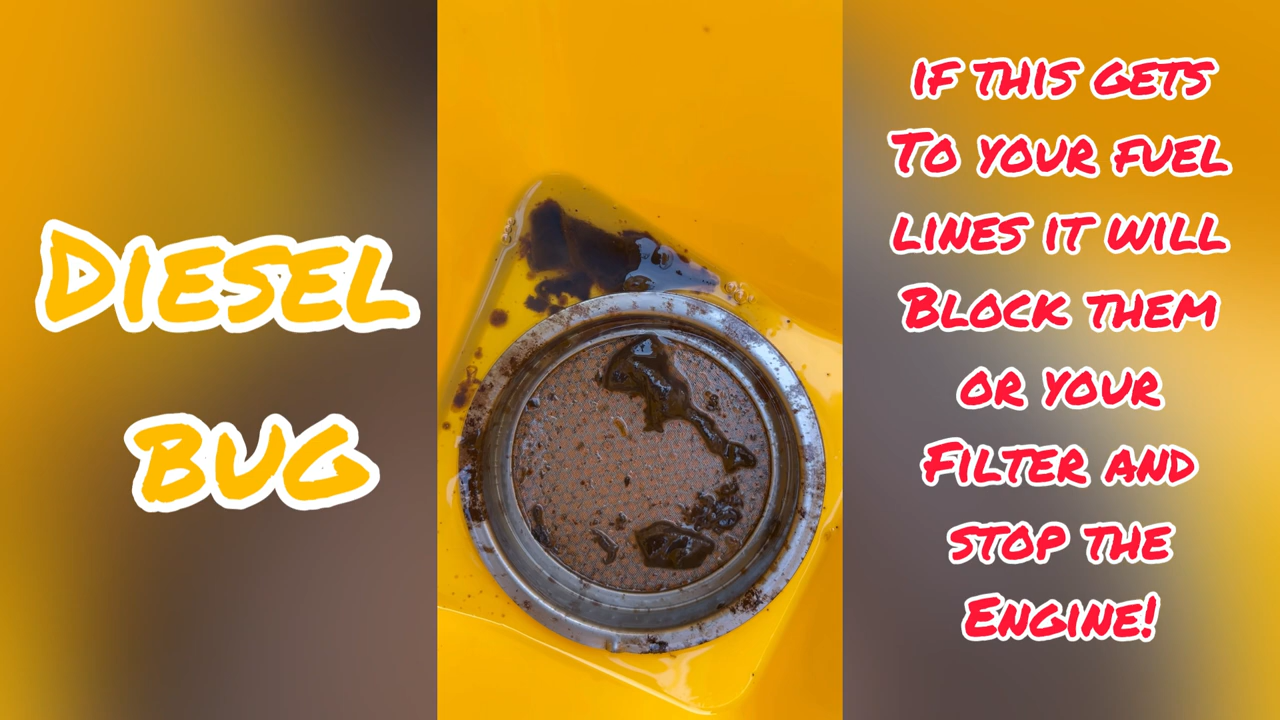 Diesel
bug
if this gets
To your fuel
lines it will
Block them
or your
Filter and
stop the
Engine!